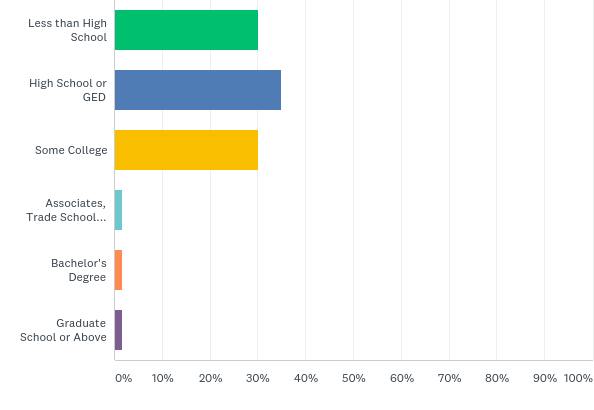 Less than High
School
High School or
GED
Some College
Associates,
Trade School...
Bachelor's
Degree
Graduate
School or Above
0% 10% 20% 30% 40% 50% 60% 70% 80% 90% 100%